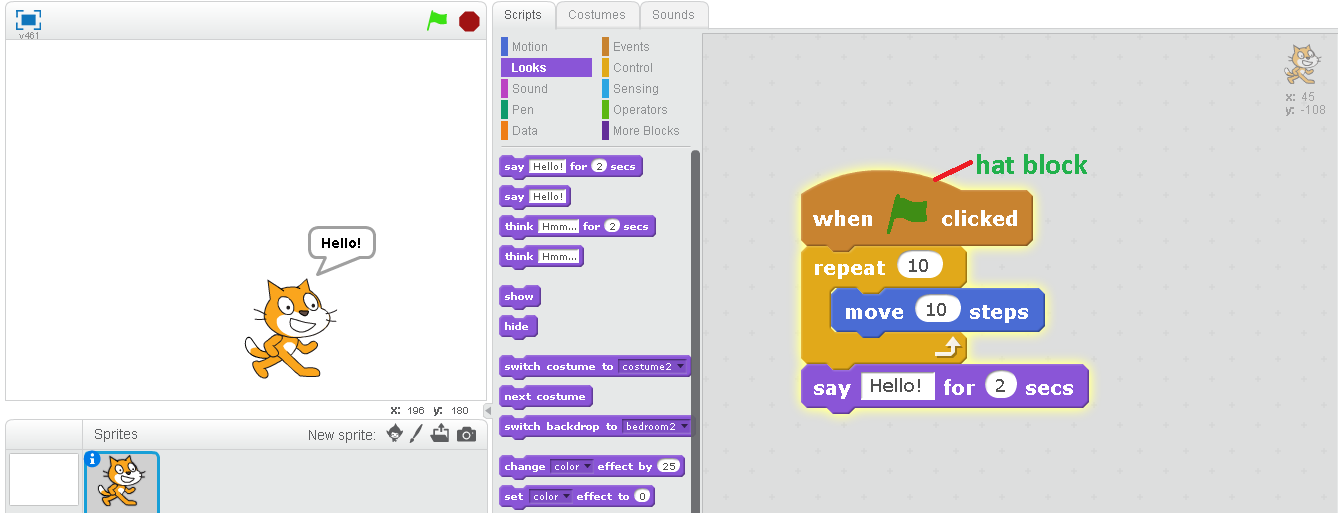 v461
Hello!
x: 196 y: 180
Sprites
New sprite:
i
Scripts
Costumes
Sounds
Motion
Events
Looks
Control
Sound
Sensing
Pen
Operators
Data
More Blocks
say Hello! for 2 secs
say Hello!
think Hmm... for 2 secs
think Hmm...
show
hide
switch costume to costume2
next costume
switch backdrop to bedroom2
change color effect by 25
set color effect to 0
x: 45
y: -108
hat block
when clicked
repeat 10
move 10 steps
say Hello! for 2 secs